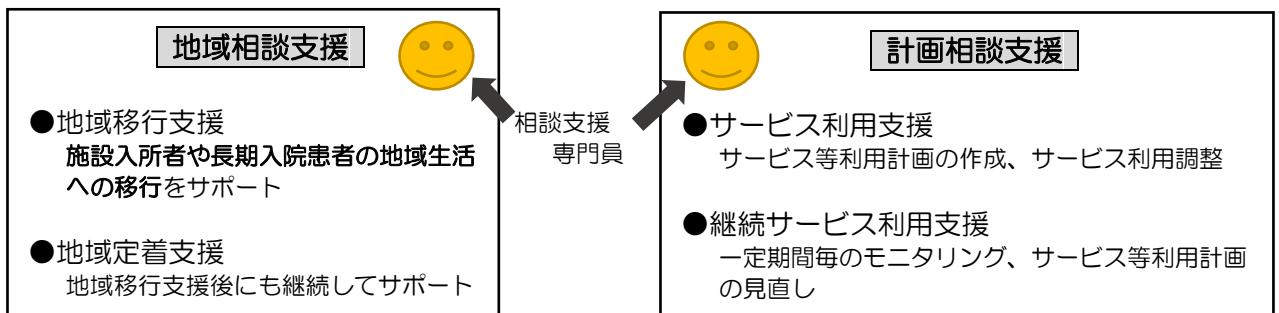 地域相談支援
●地域移行支援
施設入所者や長期入院患者の地域生活
への移行をサポート
●地域定着支援
地域移行支援後にも継続してサポート
相談支援
専門員
計画相談支援
●サービス利用支援
サービス等利用計画の作成、サービス利用調整
●継続サービス利用支援
一定期間毎のモニタリング、サービス等利用計画
の見直し